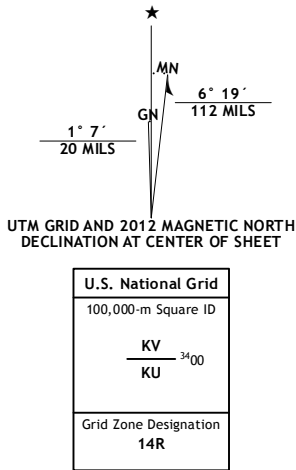 ★
MN
GN
6° 19´
112 MILS
1° 7´
20 MILS
UTM GRID AND 2012 MAGNETIC NORTH
DECLINATION AT CENTER OF SHEET
U.S. National Grid
100,000-m Square ID
KV
³⁴00
KU
Grid Zone Designation
14R